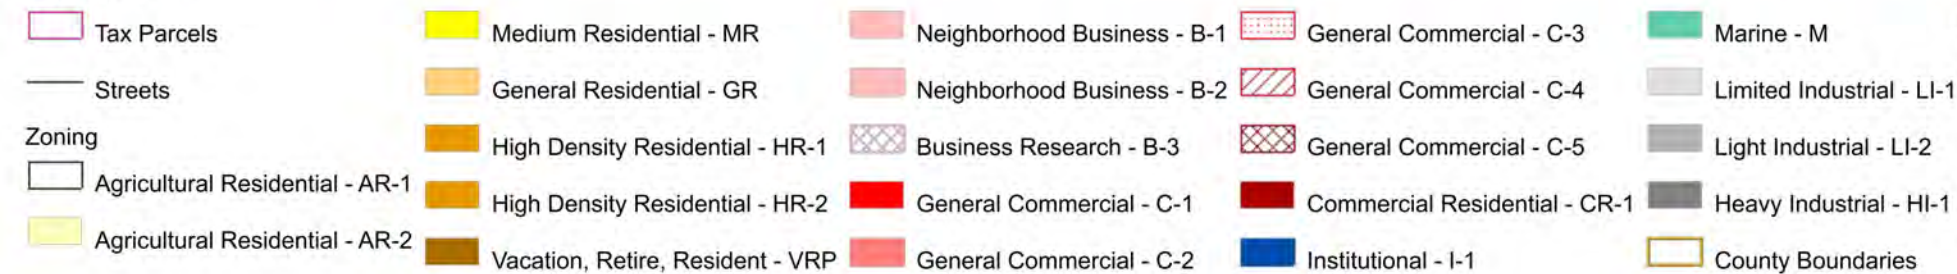 Tax Parcels
Streets
Zoning
Agricultural Residential - AR-1
Agricultural Residential - AR-2
Medium Residential - MR
General Residential - GR
High Density Residential - HR-1
High Density Residential - HR-2
Vacation, Retire, Resident - VRP
Neighborhood Business - B-1
Neighborhood Business - B-2
Business Research - B-3
General Commercial - C-1
General Commercial - C-2
General Commercial - C-3
General Commercial - C-4
General Commercial - C-5
Commercial Residential - CR-1
Institutional - I-1
Marine - M
Limited Industrial - LI-1
Light Industrial - LI-2
Heavy Industrial - HI-1
County Boundaries